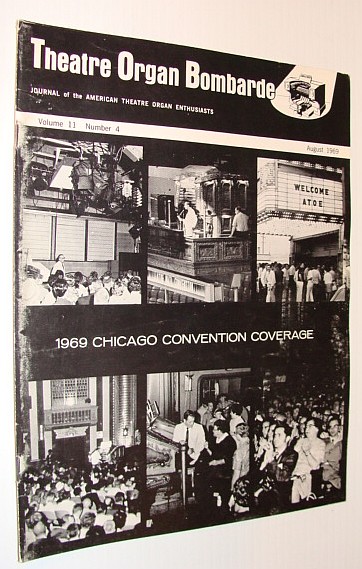 Theatre Organ Bombarde
JOURNAL of the AMERICAN THEATRE ORGAN ENTHUSIASTS
Volume 11 Number 4
August 1969
WELCOME
A.T.O.E.
1969 CHICAGO CONVENTION COVERAGE